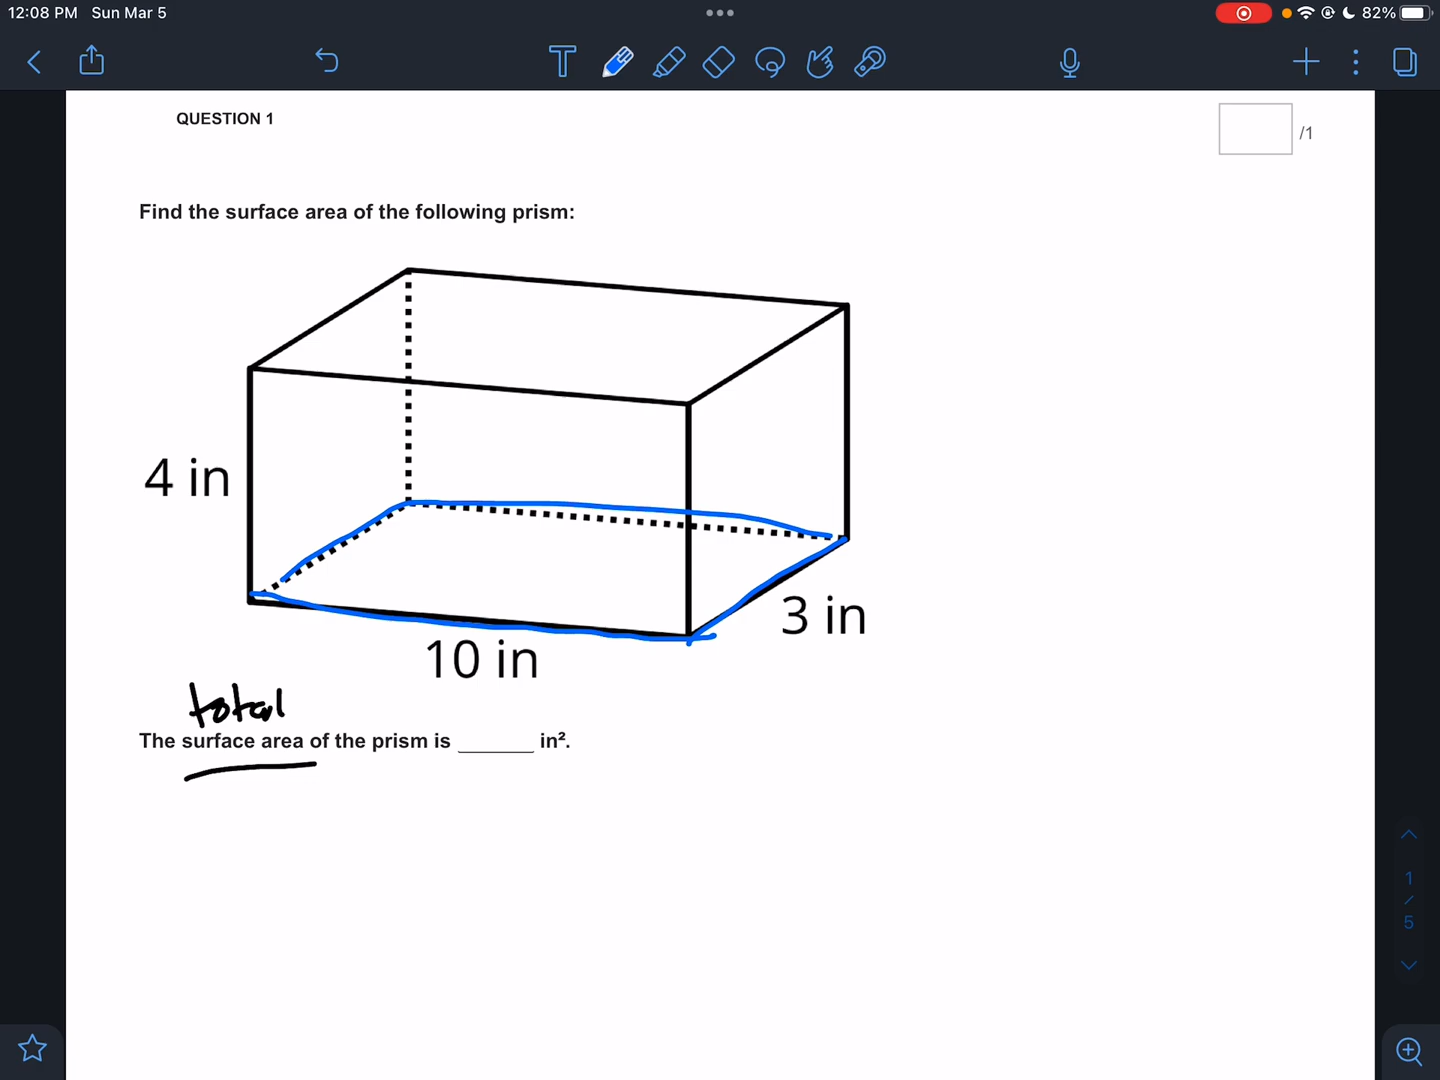 12:08 PM Sun Mar 5
82%
QUESTION 1
/1
Find the surface area of the following prism:
4 in
3 in
10 in
total
The surface area of the prism is ______ in².
1
/
5